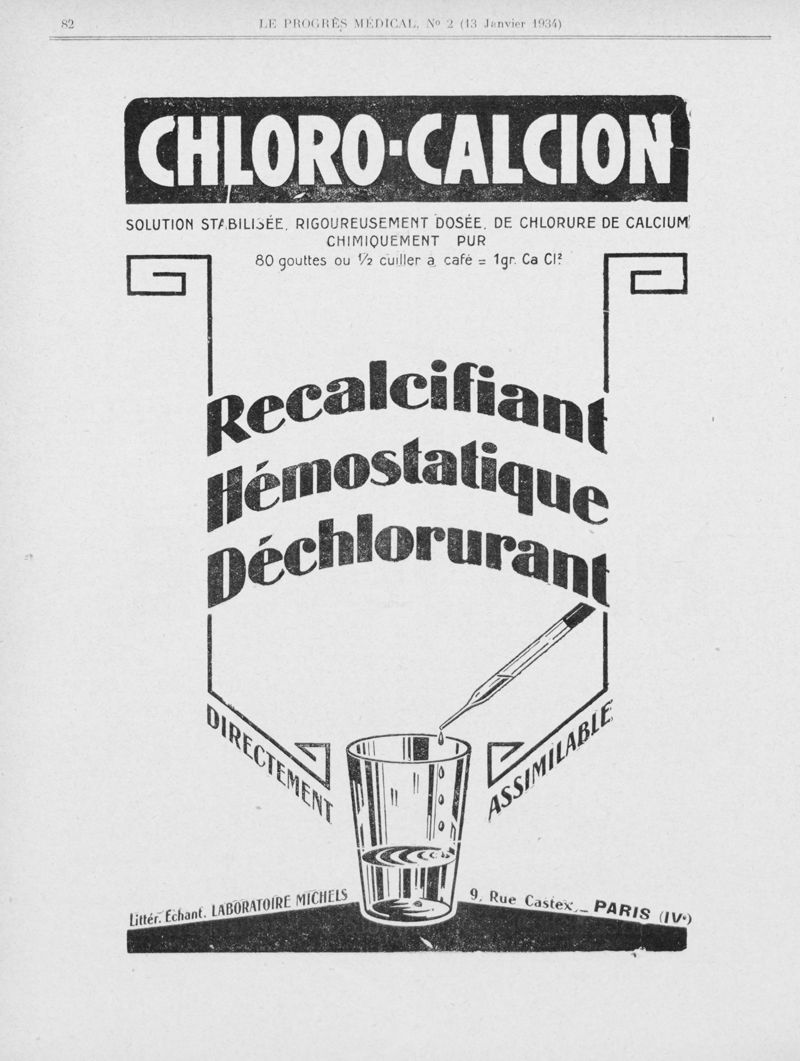 82
LE PROGRÈS MÉDICAL, Nº 2 (13 Janvier 1934)
CHLORO-CALCION
SOLUTION STABILISÉE, RIGOUREUSEMENT DOSÉE, DE CHLORURE DE CALCIUM
CHIMIQUEMENT PUR
80 gouttes ou ½ cuiller à café = 1gr. Ca Cl²
Recalcifiant
Hémostatique
Déchlorurant
DIRECTEMENT
ASSIMILABLE
Littér. Échant. LABORATOIRE MICHELS
9, Rue Castex,_ PARIS (IVᵉ)